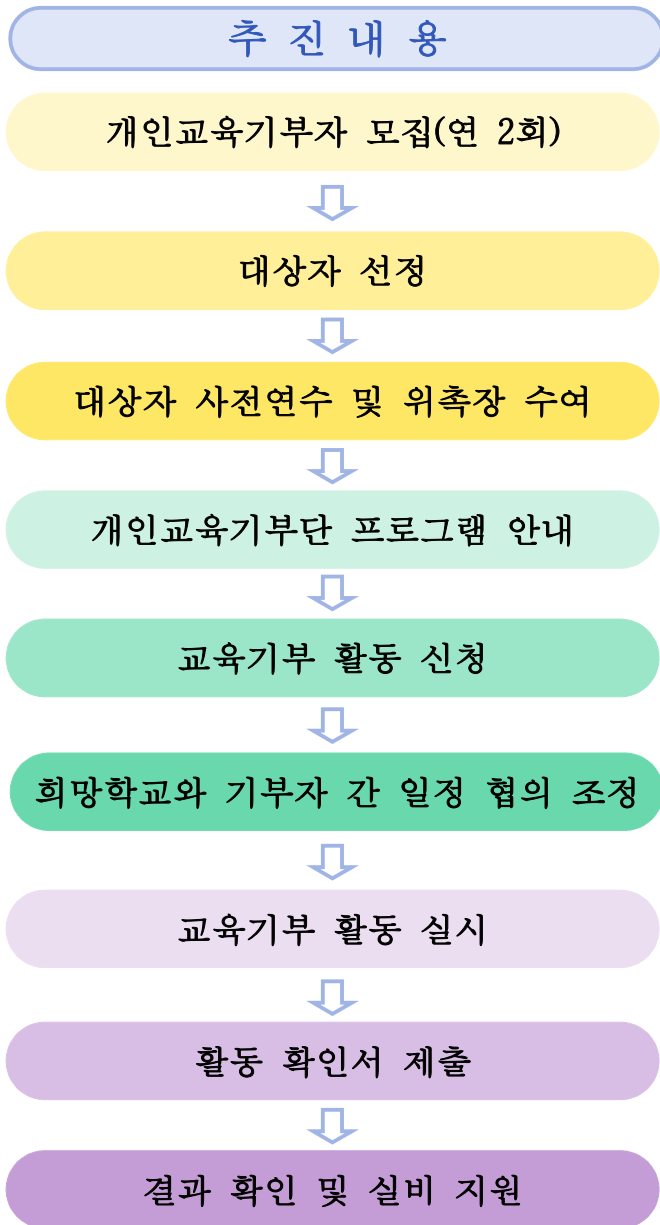 추 진 내 용
개인교육기부자 모집(연 2회)
대상자 선정
대상자 사전연수 및 위촉장 수여
개인교육기부단 프로그램 안내
교육기부 활동 신청
희망학교와 기부자 간 일정 협의 조정
교육기부 활동 실시
활동 확인서 제출
결과 확인 및 실비 지원